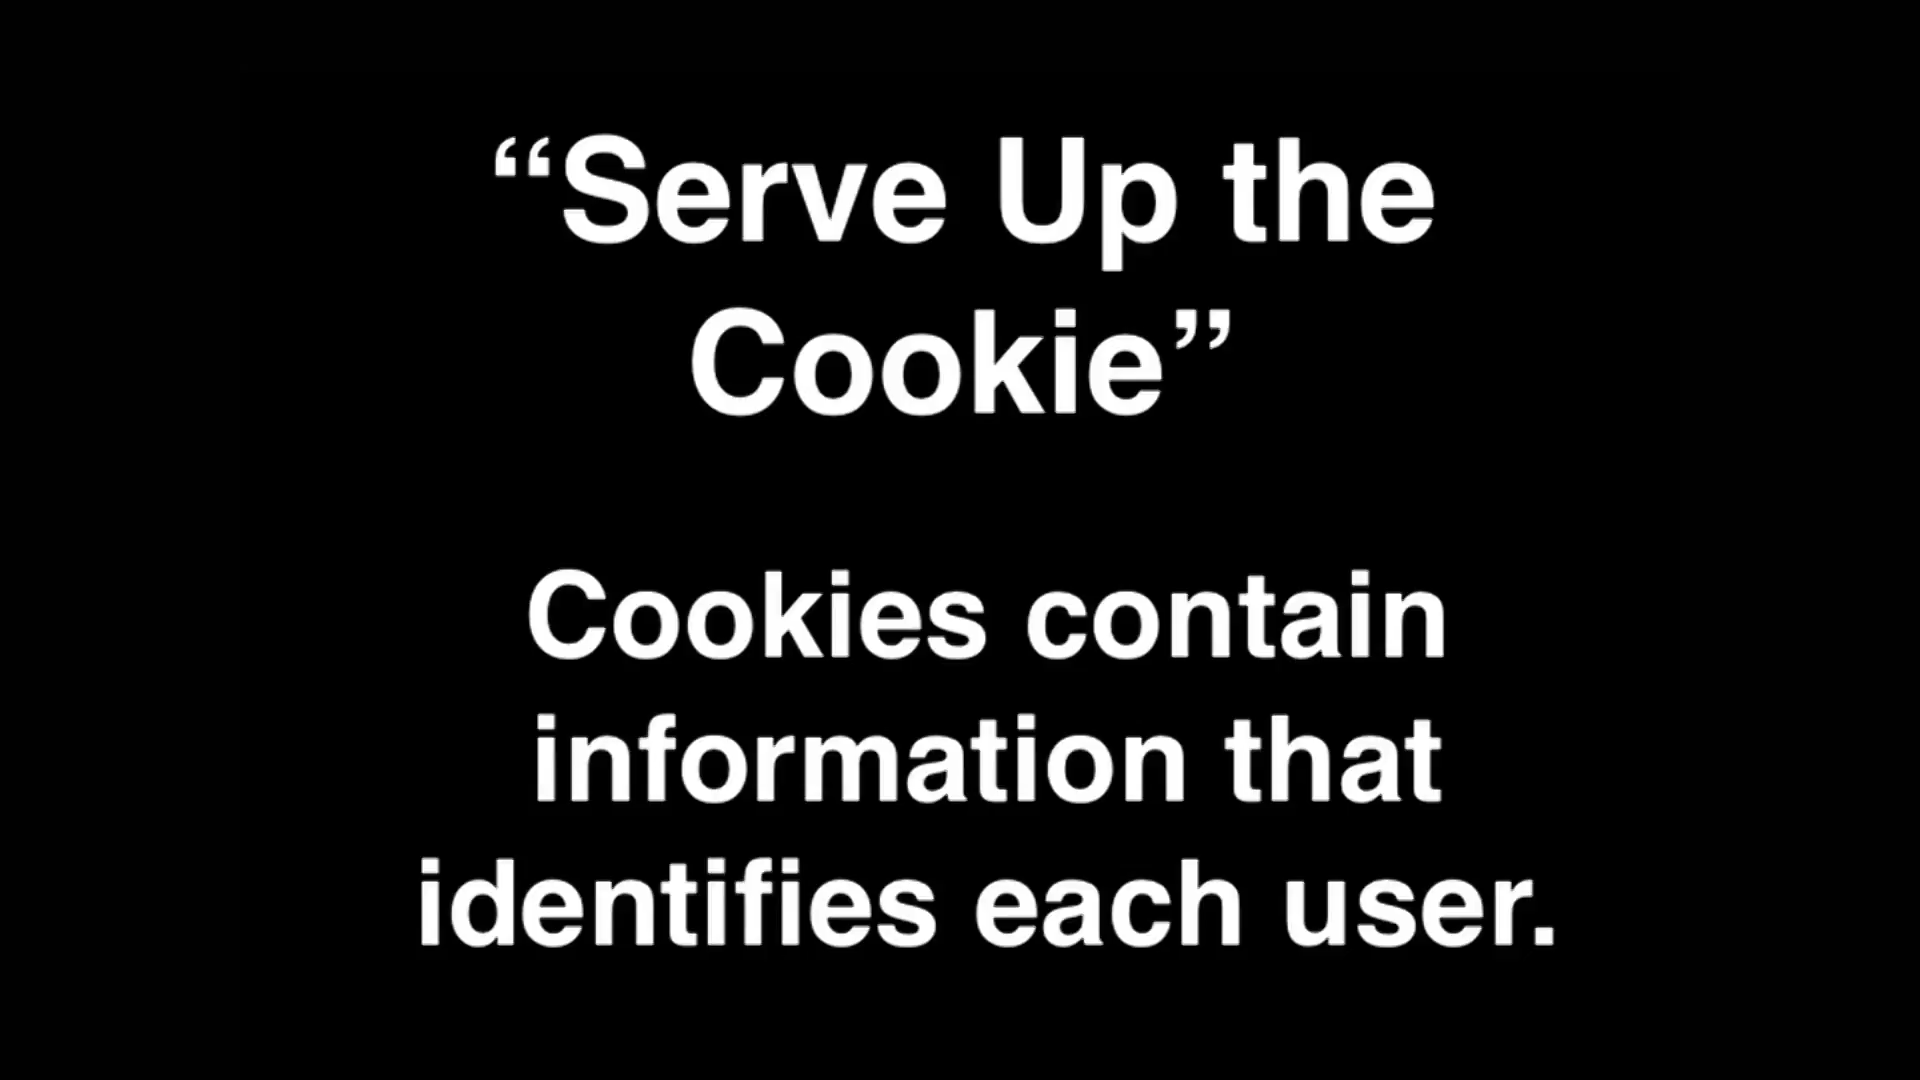 “Serve Up the
Cookie”
Cookies contain
information that
identifies each user.